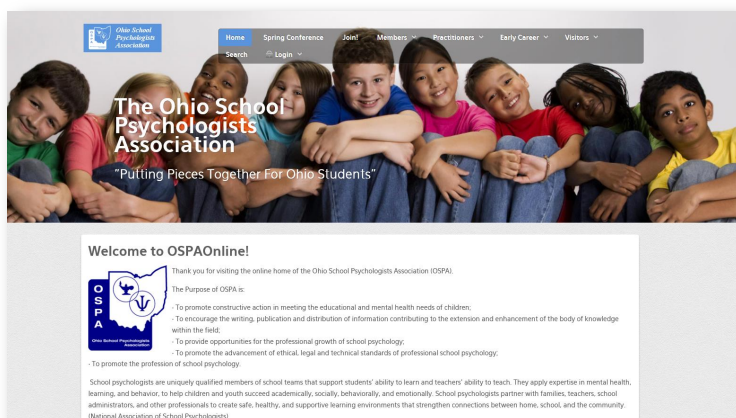 Ohio School
Psychologists
Association
Home Spring Conference Join! Members Practitioners Early Career Visitors
Search Login
The Ohio School
Psychologists
Association
"Putting Pieces Together For Ohio Students"
Welcome to OSPAOnline!
OSPA
Ohio School Psychologists
Association
Thank you for visiting the online home of the Ohio School Psychologists Association (OSPA).
The Purpose of OSPA is:
- To promote constructive action in meeting the educational and mental health needs of children;
- To encourage the writing, publication and distribution of information contributing to the extension and enhancement of the body of knowledge
within the field;
- To provide opportunities for the professional growth of school psychology;
- To promote the advancement of ethical, legal and technical standards of professional school psychology;
- To promote the profession of school psychology.
School psychologists are uniquely qualified members of school teams that support students' ability to learn and teachers' ability to teach. They apply expertise in mental health,
learning, and behavior, to help children and youth succeed academically, socially, behaviorally, and emotionally. School psychologists partner with families, teachers, school
administrators, and other professionals to create safe, healthy, and supportive learning environments that strengthen connections between home, school, and the community.
(National Association of School Psychologists)